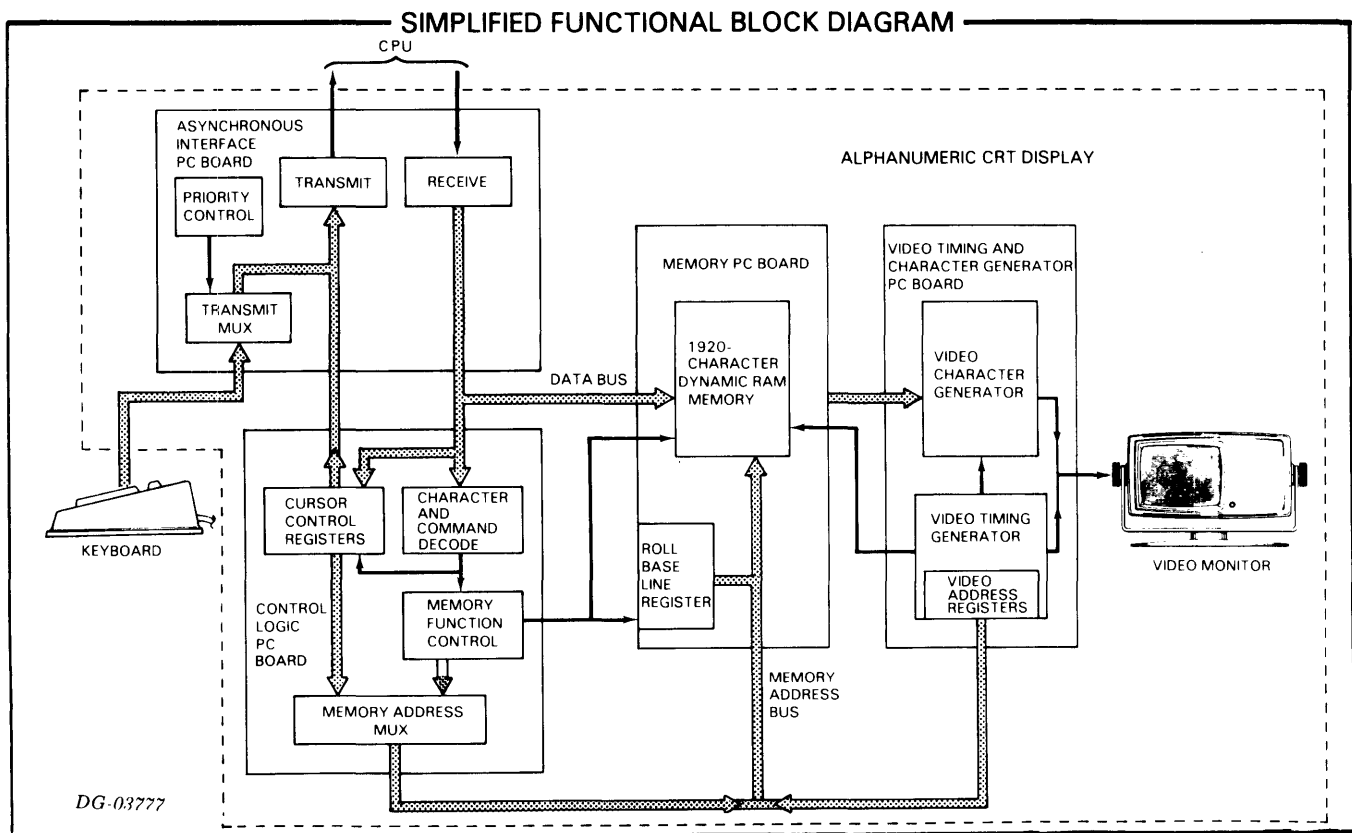 SIMPLIFIED FUNCTIONAL BLOCK DIAGRAM
CPU
ASYNCHRONOUS
INTERFACE
PC BOARD
TRANSMIT
RECEIVE
PRIORITY
CONTROL
TRANSMIT
MUX
ALPHANUMERIC CRT DISPLAY
MEMORY PC BOARD
1920-
CHARACTER
DYNAMIC RAM
MEMORY
VIDEO TIMING AND
CHARACTER GENERATOR
PC BOARD
VIDEO
CHARACTER
GENERATOR
DATA BUS
KEYBOARD
CURSOR
CONTROL
REGISTERS
CHARACTER
AND
COMMAND
DECODE
CONTROL
LOGIC
PC
BOARD
MEMORY
FUNCTION
CONTROL
MEMORY ADDRESS
MUX
ROLL
BASE
LINE
REGISTER
VIDEO TIMING
GENERATOR
VIDEO
ADDRESS
REGISTERS
VIDEO MONITOR
MEMORY
ADDRESS
BUS
DG-03777